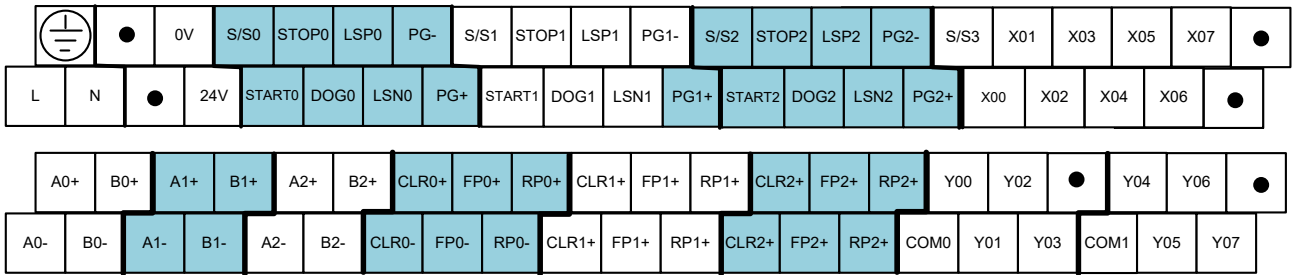 0V S/S0 STOP0 LSP0 PG- S/S1 STOP1 LSP1 PG1- S/S2 STOP2 LSP2 PG2- S/S3 X01 X03 X05 X07
L N 24V START0 DOG0 LSN0 PG+ START1 DOG1 LSN1 PG1+ START2 DOG2 LSN2 PG2+ X00 X02 X04 X06
A0+ B0+ A1+ B1+ A2+ B2+ CLR0+ FP0+ RP0+ CLR1+ FP1+ RP1+ CLR2+ FP2+ RP2+ Y00 Y02 Y04 Y06
A0- B0- A1- B1- A2- B2- CLR0- FP0- RP0- CLR1+ FP1+ RP1+ CLR2+ FP2+ RP2+ COM0 Y01 Y03 COM1 Y05 Y07